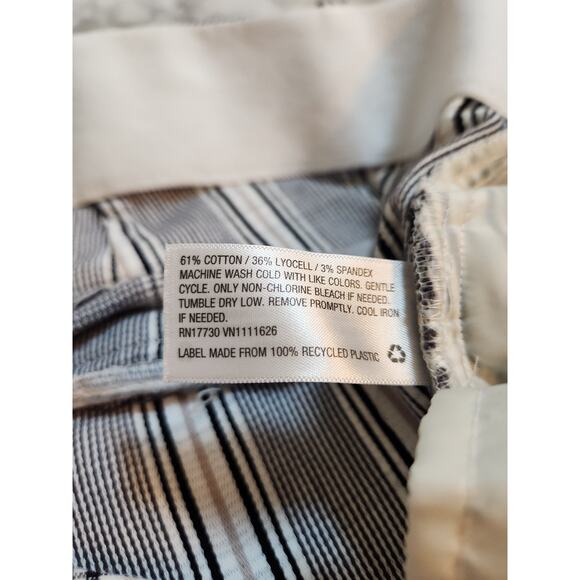 61% COTTON / 36% LYOCELL / 3% SPANDEX
MACHINE WASH COLD WITH LIKE COLORS. GENTLE
CYCLE. ONLY NON-CHLORINE BLEACH IF NEEDED.
TUMBLE DRY LOW. REMOVE PROMPTLY. COOL IRON
IF NEEDED.
RN17730 VN1111626
LABEL MADE FROM 100% RECYCLED PLASTIC